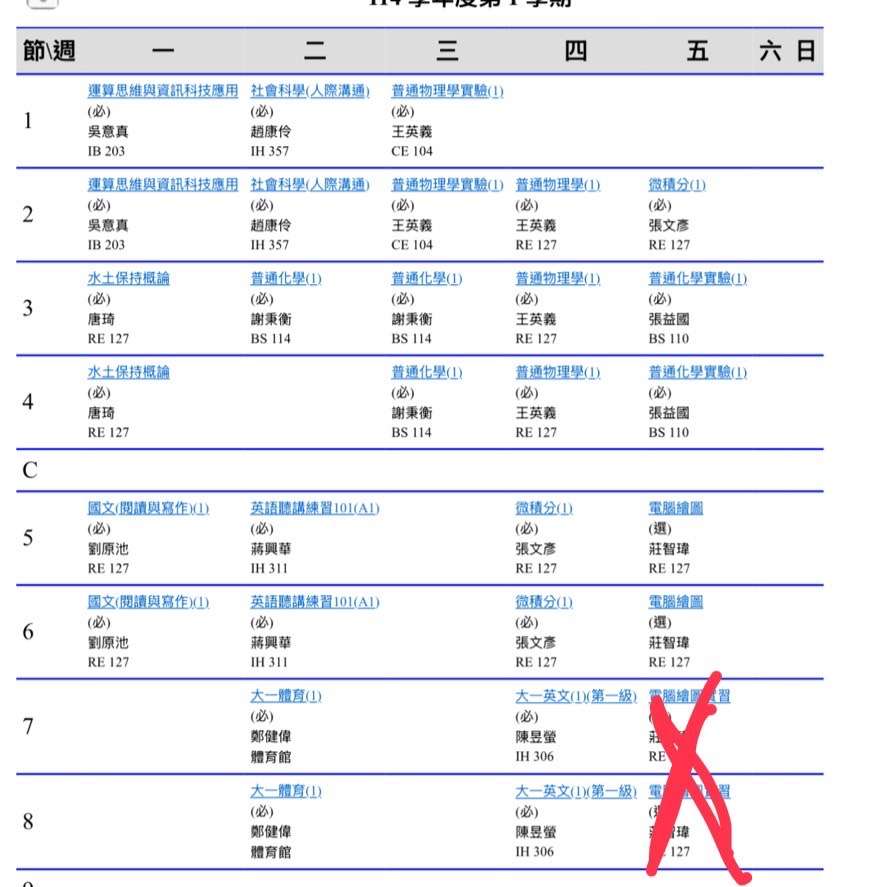 114 學年度第 1 學期
節\週 一 二 三 四 五 六 日
1
運算思維與資訊科技應用 社會科學(人際溝通) 普通物理學實驗(1)
(必) (必) (必)
吳意真 趙康伶 王英義
IB 203 IH 357 CE 104
2
運算思維與資訊科技應用 社會科學(人際溝通) 普通物理學實驗(1) 普通物理學(1) 微積分(1)
(必) (必) (必) (必) (必)
吳意真 趙康伶 王英義 王英義 張文彥
IB 203 IH 357 CE 104 RE 127 RE 127
3
水土保持概論 普通化學(1) 普通化學(1) 普通物理學(1) 普通化學實驗(1)
(必) (必) (必) (必) (必)
唐琦 謝秉衡 謝秉衡 王英義 張益國
RE 127 BS 114 BS 114 RE 127 BS 110
4
水土保持概論 普通化學(1) 普通物理學(1) 普通化學實驗(1)
(必) (必) (必) (必)
唐琦 謝秉衡 王英義 張益國
RE 127 BS 114 RE 127 BS 110
C
5
國文(閱讀與寫作)(1) 英語聽講練習101(A1) 微積分(1) 電腦繪圖
(必) (必) (必) (選)
劉原池 蔣興華 張文彥 莊智瑋
RE 127 IH 311 RE 127 RE 127
6
國文(閱讀與寫作)(1) 英語聽講練習101(A1) 微積分(1) 電腦繪圖
(必) (必) (必) (選)
劉原池 蔣興華 張文彥 莊智瑋
RE 127 IH 311 RE 127 RE 127
7
大一體育(1) 大一英文(1)(第一級) 電腦繪圖實習
(必) (必)
鄭健偉 陳昱螢 莊
體育館 IH 306 RE
8
大一體育(1) 大一英文(1)(第一級) 電 習
(必) (必)
鄭健偉 陳昱螢 瑋
體育館 IH 306 127